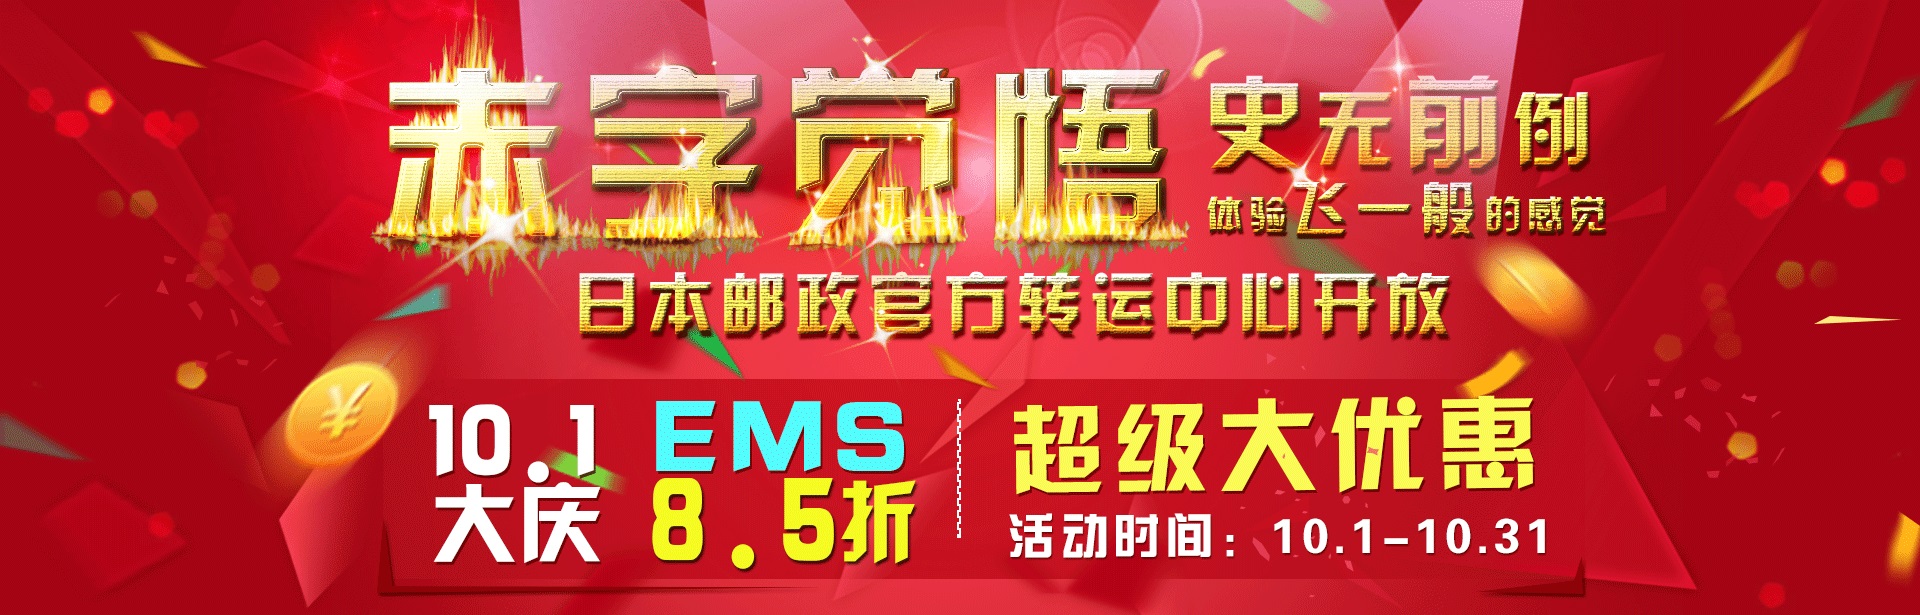 赤字觉悟
史无前例
体验飞一般的感觉
日本邮政官方转运中心开放
10.1
大庆
EMS
8.5折
超级大优惠
活动时间：10.1-10.31
¥